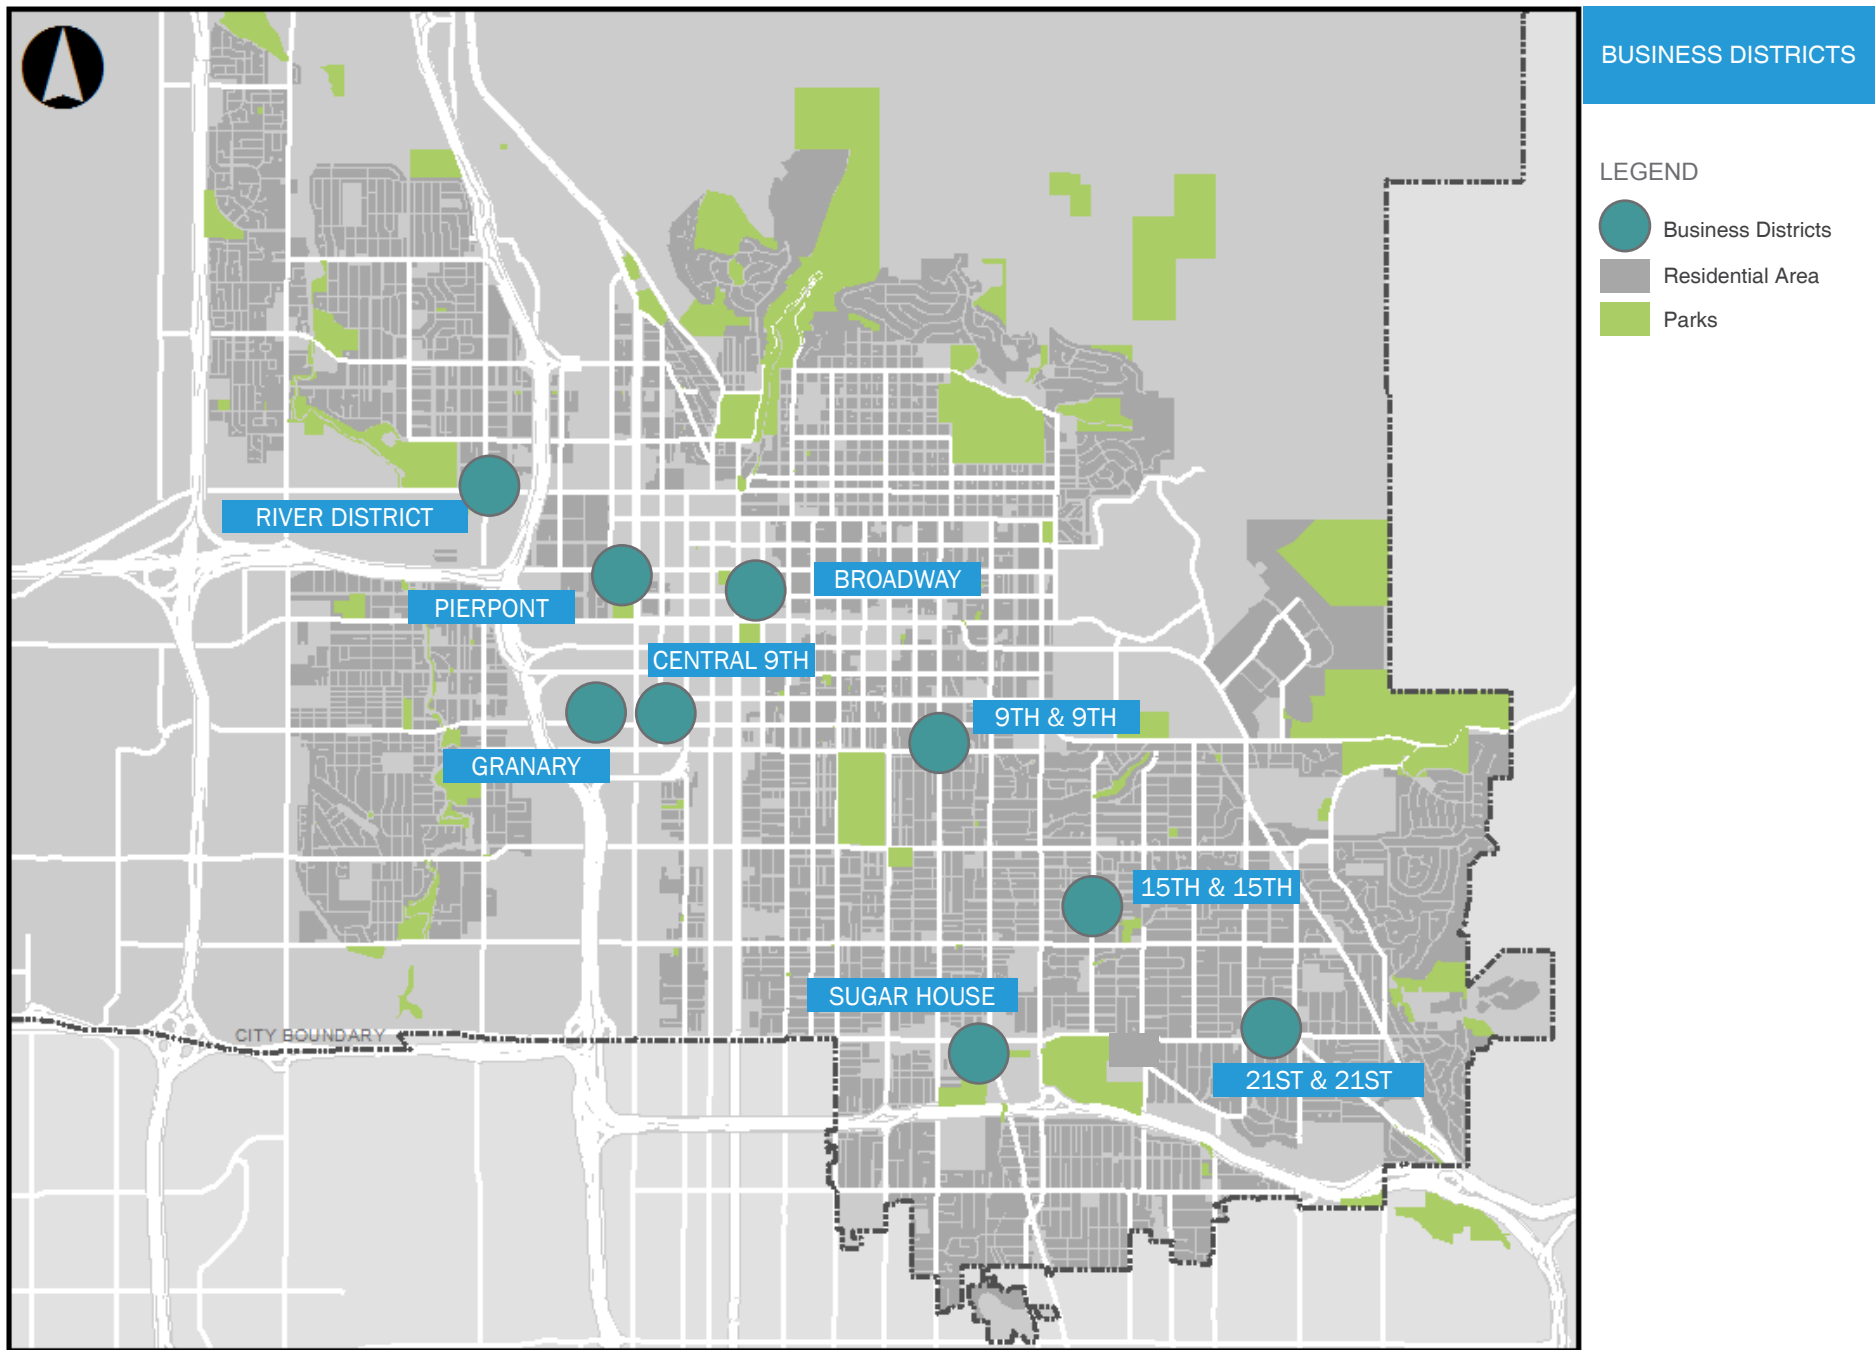 BUSINESS DISTRICTS
LEGEND
Business Districts
Residential Area
Parks
RIVER DISTRICT
BROADWAY
PIERPONT
CENTRAL 9TH
9TH & 9TH
GRANARY
15TH & 15TH
SUGAR HOUSE
CITY BOUNDARY
21ST & 21ST